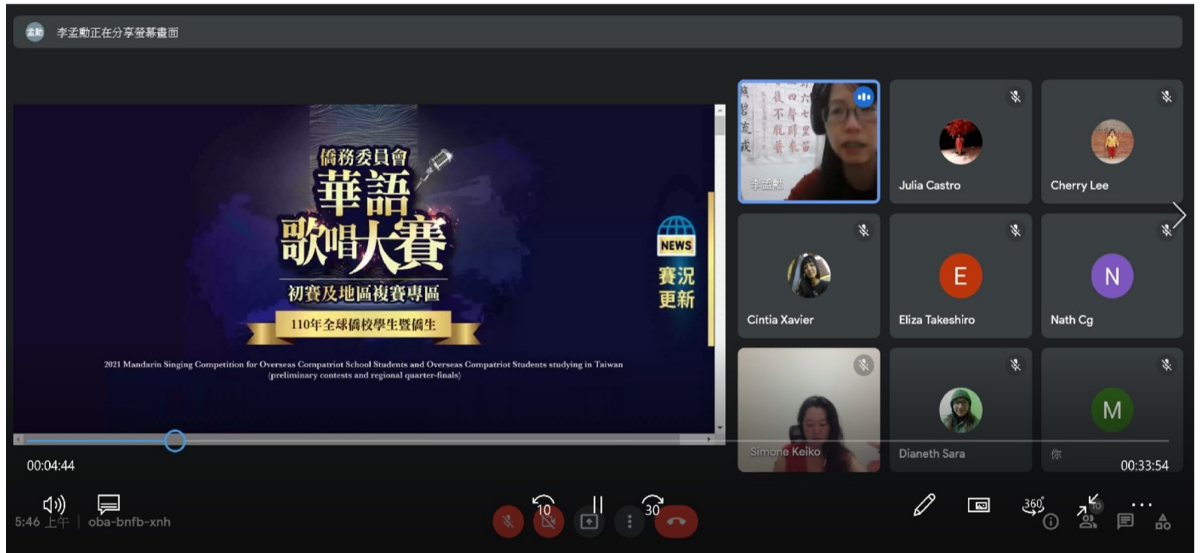 李孟勳正在分享螢幕畫面
僑務委員會
華語
歌唱大賽
初賽及地區複賽專區
110年全球僑校學生暨僑生
2021 Mandarin Singing Competition for Overseas Compatriot School Students and Overseas Compatriot Students studying in Taiwan
(preliminary contests and regional quarter-finals)
NEWS
賽況
更新
李孟勳
Julia Castro
Cherry Lee
Cíntia Xavier
E
Eliza Takeshiro
N
Nath Cg
Simone Keiko
Dianeth Sara
M
你
00:04:44
00:33:54
10
30
360°
5:46 上午 | oba-bnfb-xnh